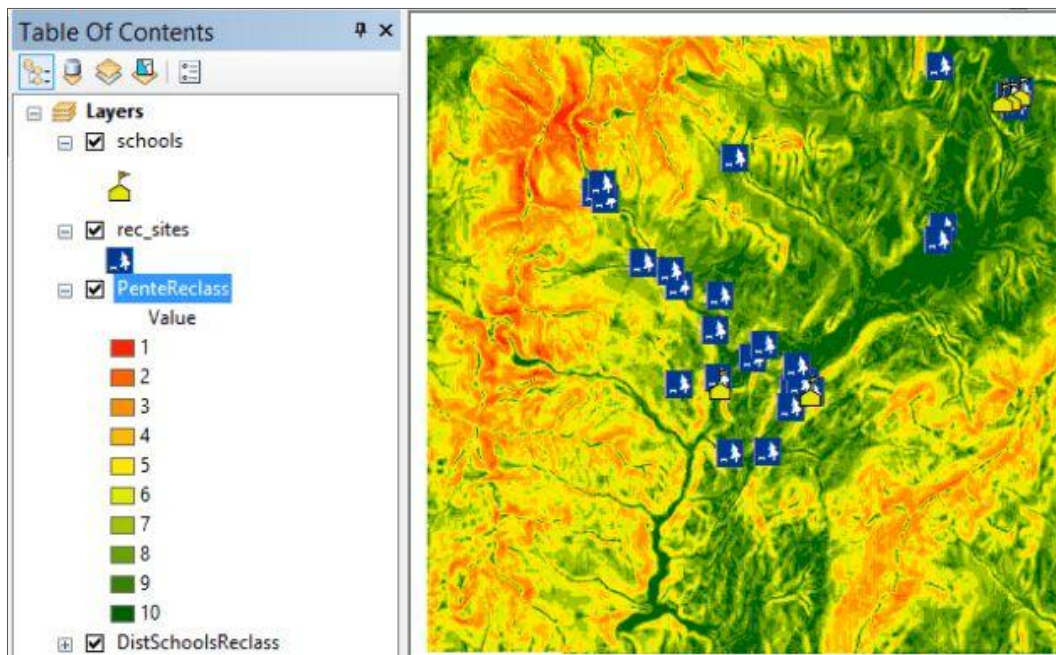 Table Of Contents
Layers
schools
rec_sites
PenteReclass
Value
1
2
3
4
5
6
7
8
9
10
DistSchoolsReclass